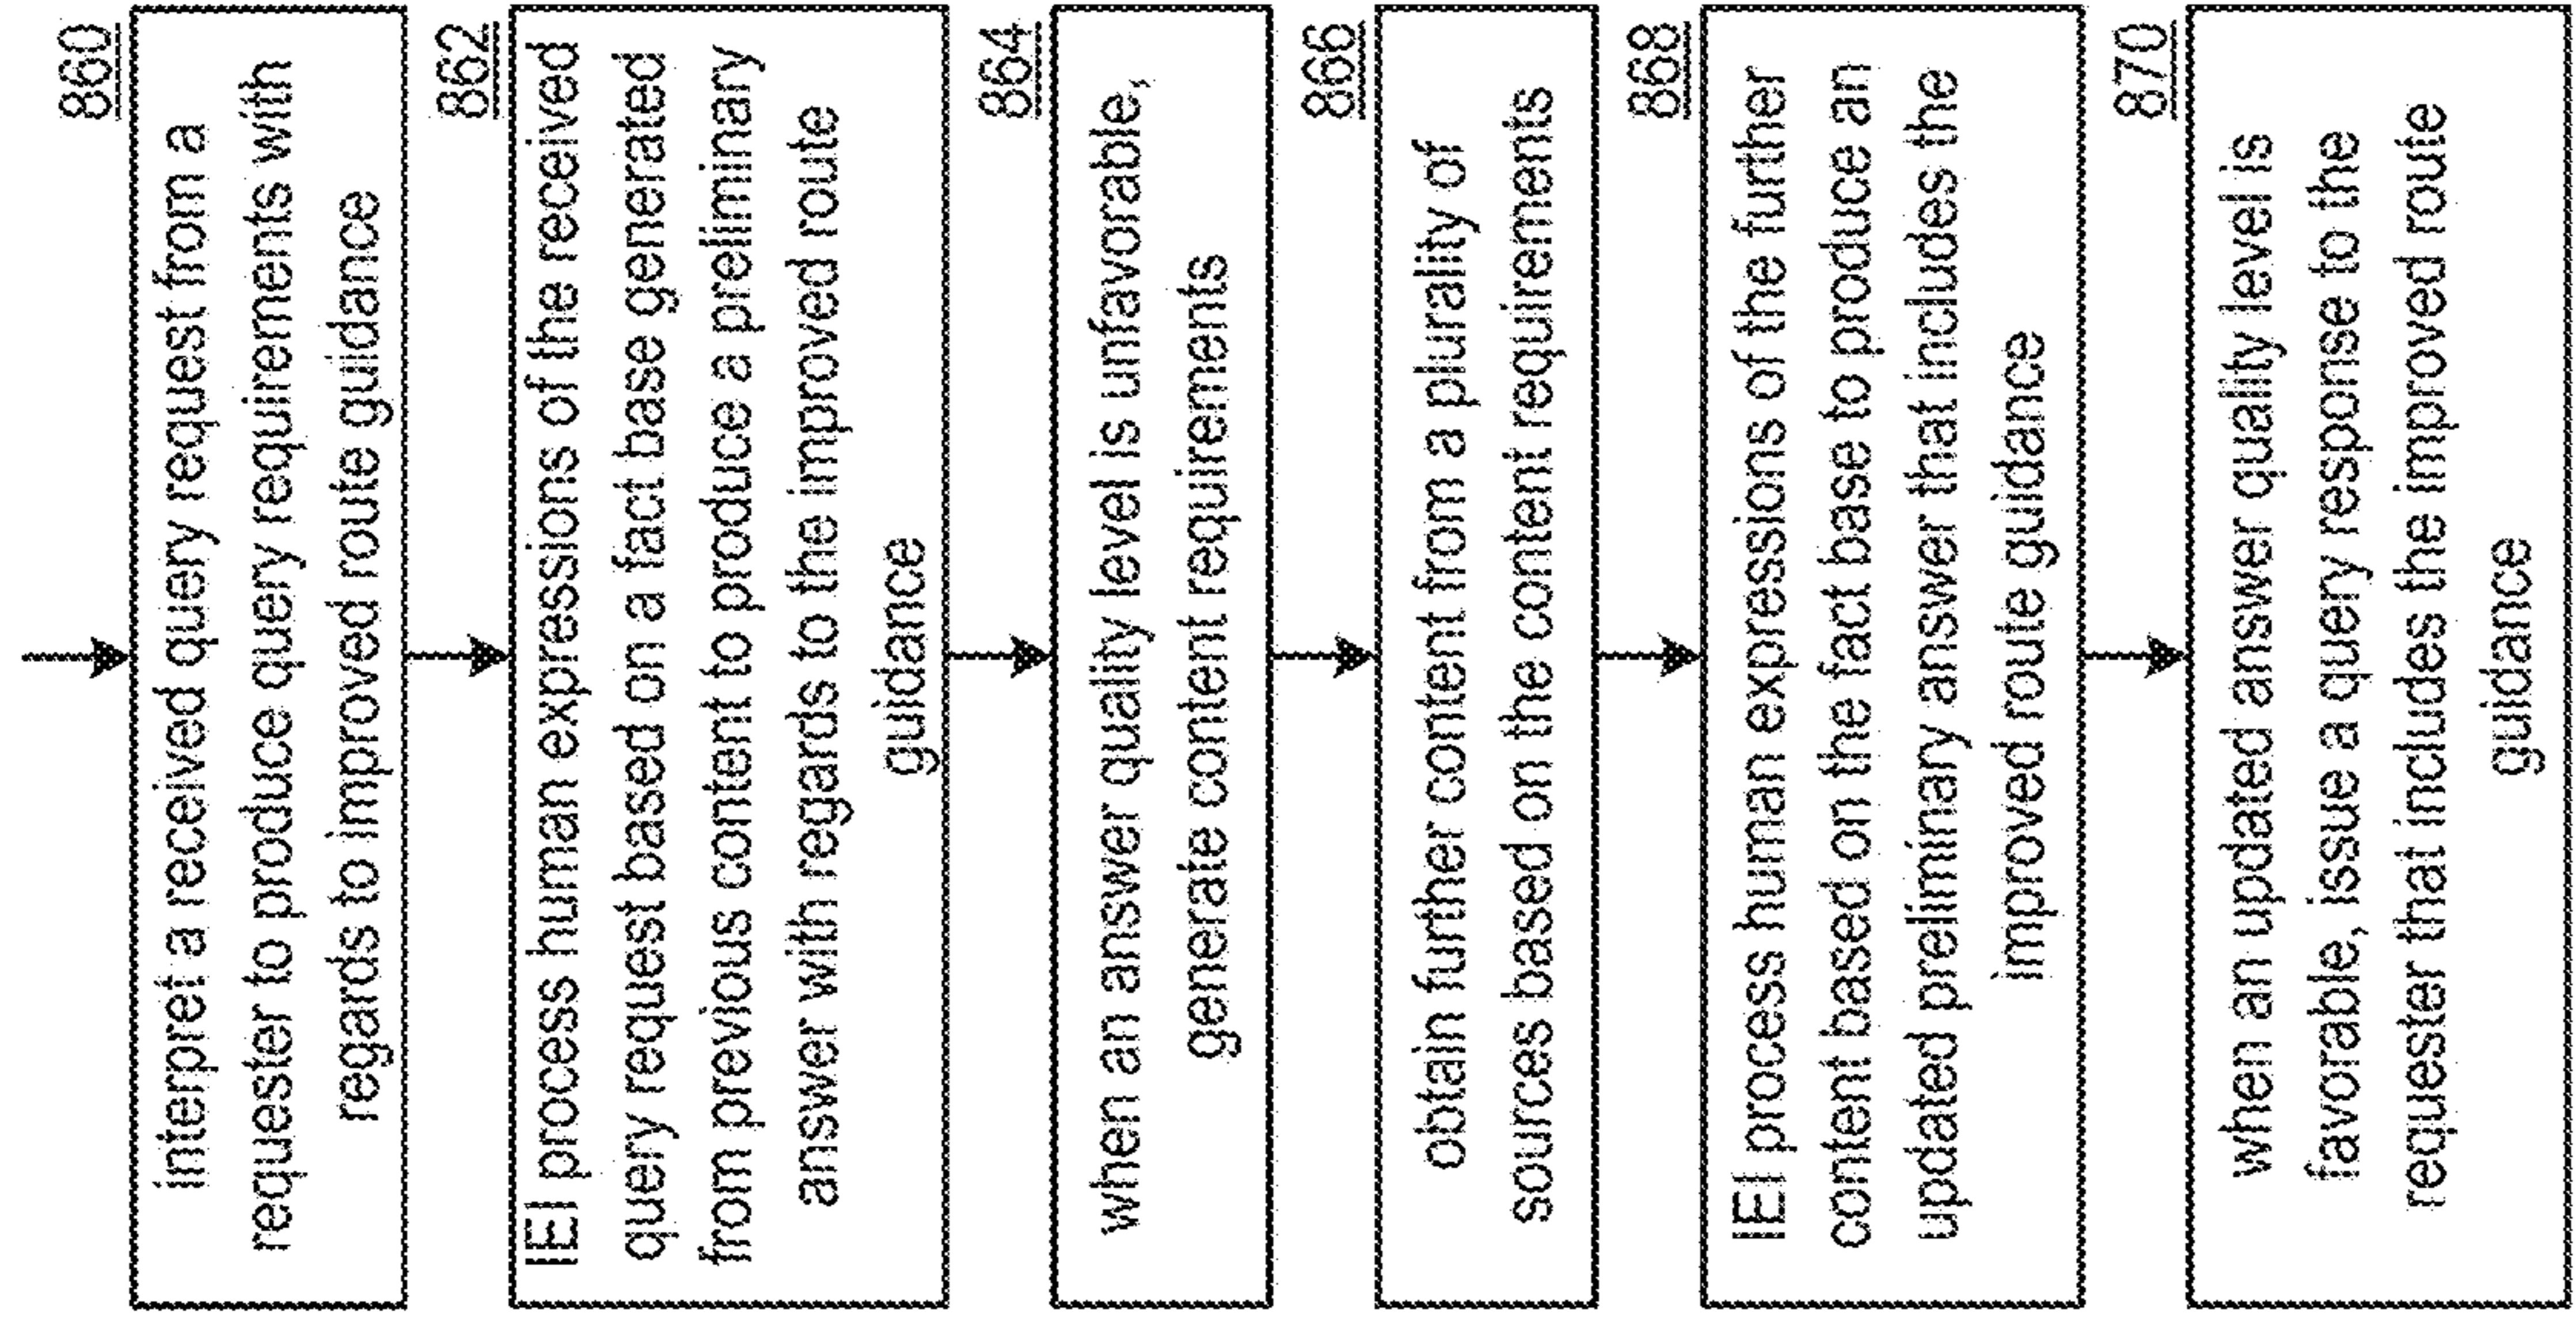 860
interpret a received query request from a
requester to produce query requirements with
regards to improved route guidance
862
IEI process human expressions of the received
query request based on a fact base generated
from previous content to produce a preliminary
answer with regards to the improved route
guidance
864
when an answer quality level is unfavorable,
generate content requirements
866
obtain further content from a plurality of
sources based on the content requirements
868
IEI process human expressions of the further
content based on the fact base to produce an
updated preliminary answer that includes the
improved route guidance
870
when an updated answer quality level is
favorable, issue a query response to the
requester that includes the improved route
guidance